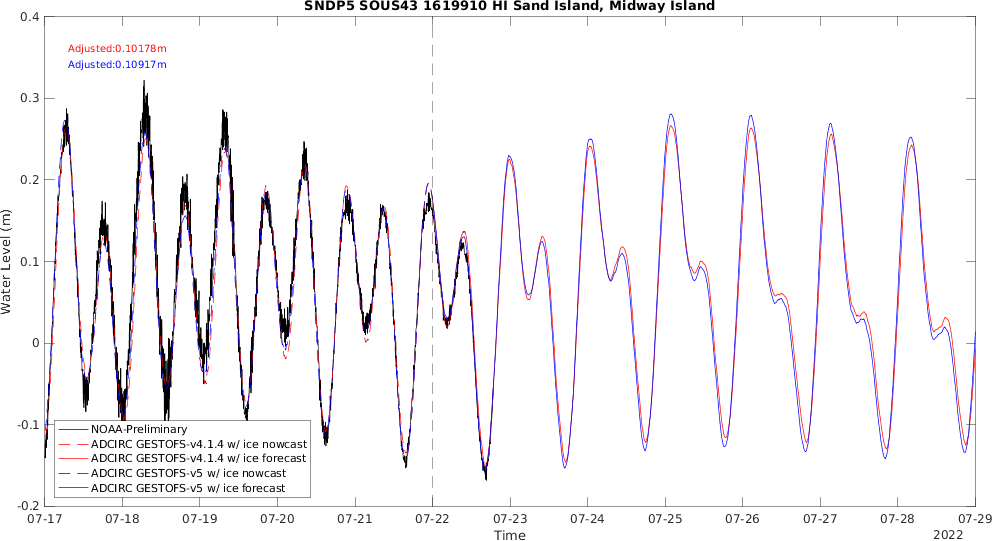 SNDP5 SOUS43 1619910 HI Sand Island, Midway Island
Adjusted:0.10178m
Adjusted:0.10917m
Water Level (m)
0.4
0.3
0.2
0.1
0
-0.1
-0.2
NOAA-Preliminary
ADCIRC GESTOFS-v4.1.4 w/ ice nowcast
ADCIRC GESTOFS-v4.1.4 w/ ice forecast
ADCIRC GESTOFS-v5 w/ ice nowcast
ADCIRC GESTOFS-v5 w/ ice forecast
07-17 07-18 07-19 07-20 07-21 07-22 07-23 07-24 07-25 07-26 07-27 07-28 07-29
Time
2022